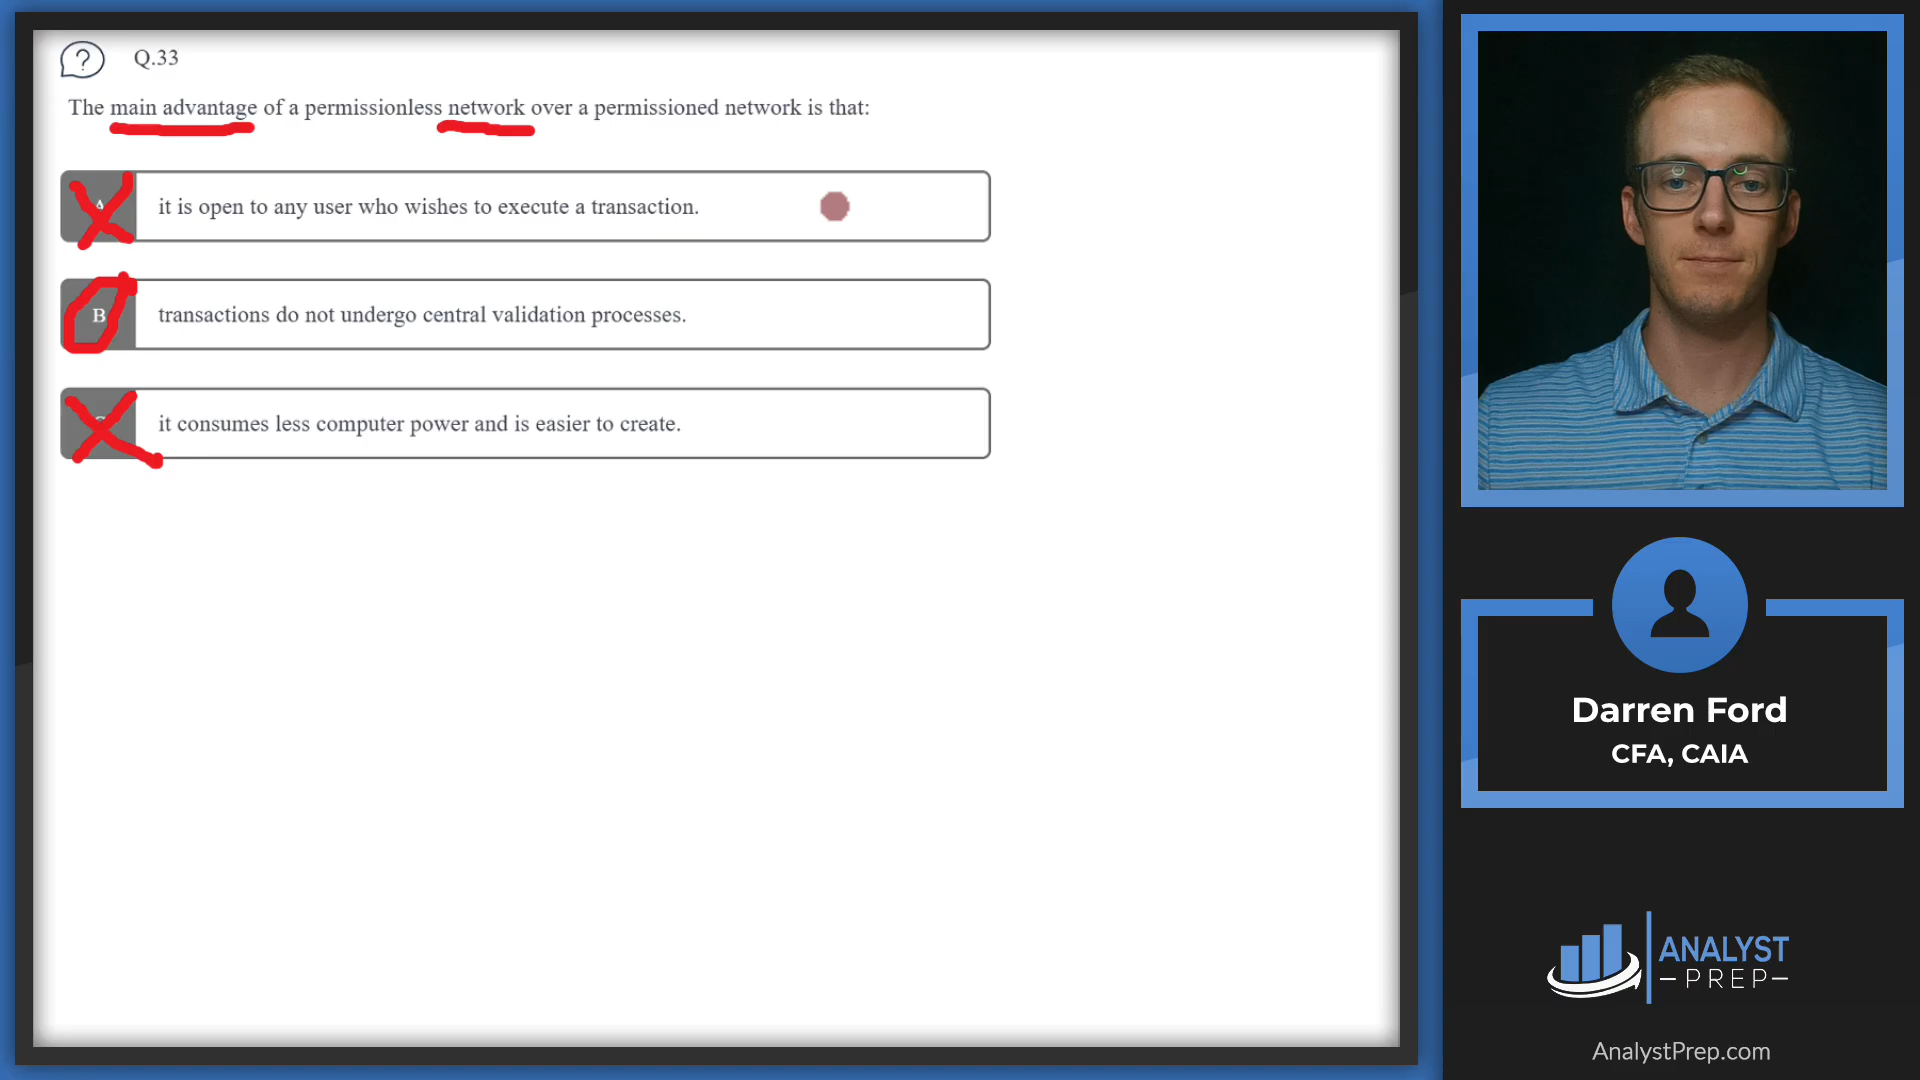 ?
Q.33
The main advantage of a permissionless network over a permissioned network is that:
A
it is open to any user who wishes to execute a transaction.
B
transactions do not undergo central validation processes.
it consumes less computer power and is easier to create.
Darren Ford
CFA, CAIA
ANALYST
PREP
AnalystPrep.com